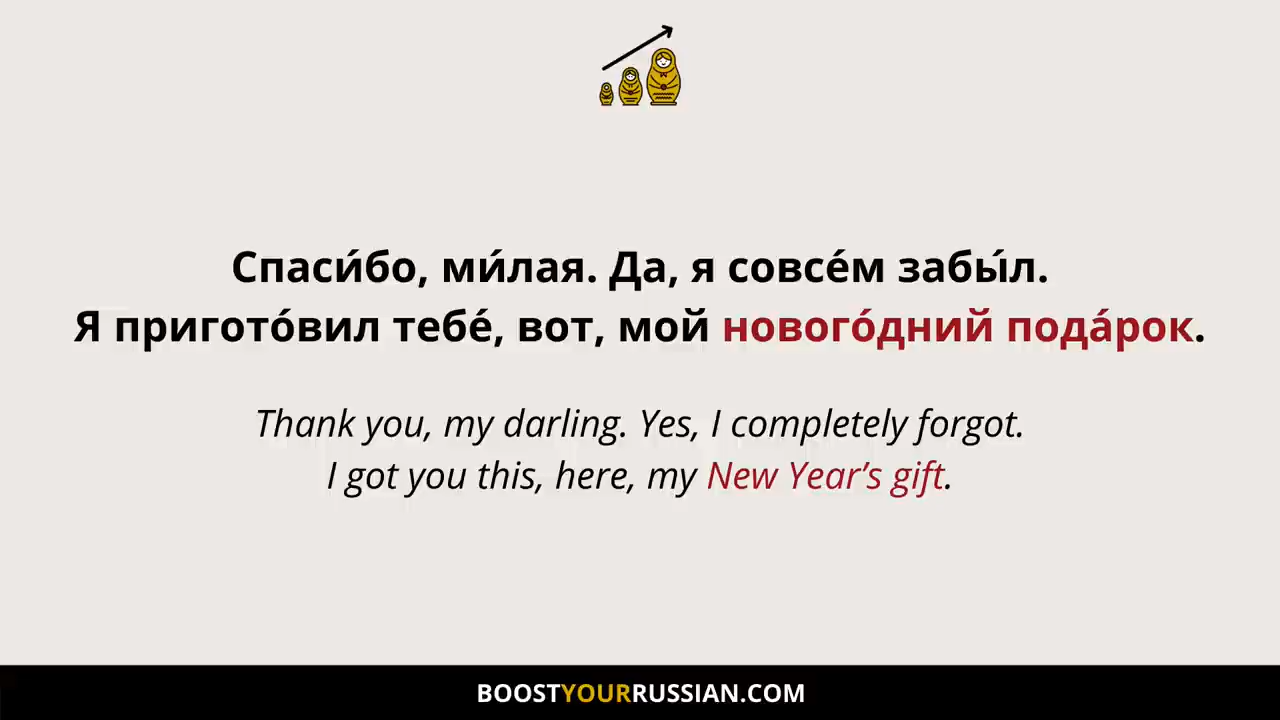 Спаси́бо, ми́лая. Да, я совсе́м забы́л.
Я пригото́вил тебе́, вот, мой нового́дний пода́рок.
Thank you, my darling. Yes, I completely forgot.
I got you this, here, my New Year’s gift.
BOOSTYOURRUSSIAN.COM